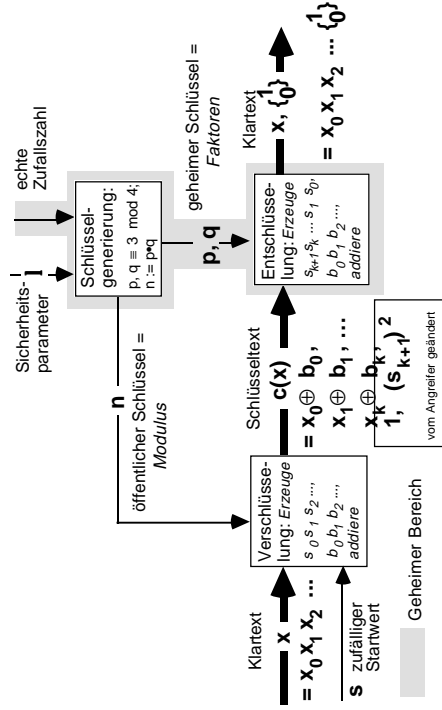 Sicherheits-
parameter
l
echte
Zufallszahl
Schlüssel-
generierung:
p, q ≡ 3 mod 4;
n := p•q
n
öffentlicher Schlüssel =
Modulus
geheimer Schlüssel =
Faktoren
p, q
Klartext
x
= x0 x1 x2 ...
s zufälliger
Startwert
Verschlüsse-
lung: Erzeuge
s0 s1 s2 ...,
b0 b1 b2 ...,
addiere
Schlüsseltext
c(x)
= x0 ⊕ b0,
x1 ⊕ b1, ...
xk ⊕ bk,
1, (sk+1)2
vom Angreifer geändert
Entschlüsse-
lung: Erzeuge
sk+1 sk ... s1 s0,
b0 b1 b2 ...,
addiere
Klartext
x, {1 0}
= x0 x1 x2 ... {1 0}
Geheimer Bereich